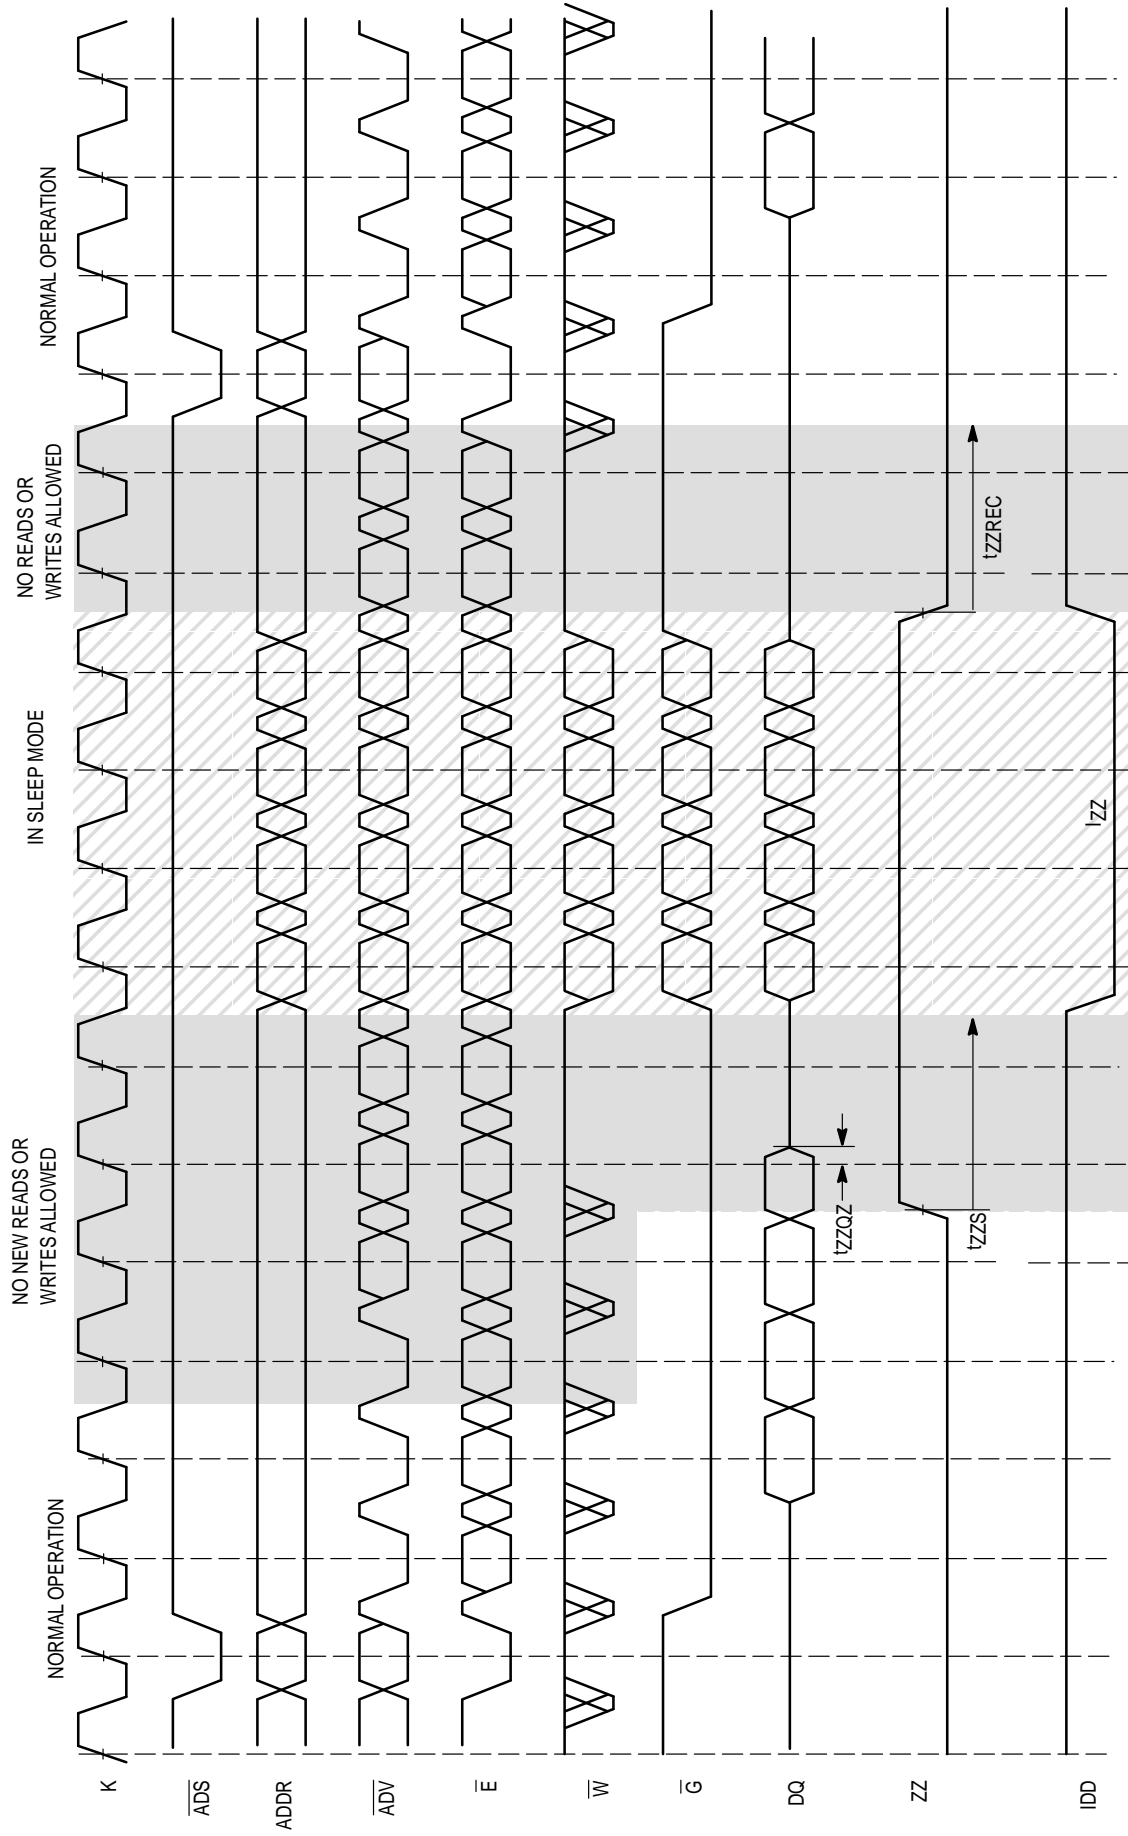 NORMAL OPERATION
NO NEW READS OR
WRITES ALLOWED
IN SLEEP MODE
NO READS OR
WRITES ALLOWED
NORMAL OPERATION
K
ADS
ADDR
ADV
E
W
G
DQ
tZZQZ
ZZ
tZZS
tZZREC
IDD
IZZ